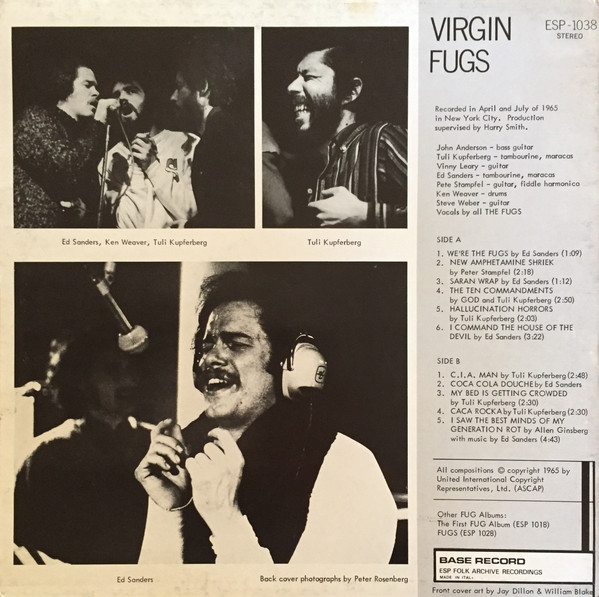 VIRGIN
FUGS
ESP-1038
STEREO
Recorded in April and July of 1965
in New York City. Production
supervised by Harry Smith.
John Anderson - bass guitar
Tuli Kupferberg - tambourine, maracas
Vinny Leary - guitar
Ed Sanders - tambourine, maracas
Pete Stampfel - guitar, fiddle harmonica
Ken Weaver - drums
Steve Weber - guitar
Vocals by all THE FUGS
Ed Sanders, Ken Weaver, Tuli Kupferberg
Tuli Kupferberg
SIDE A
1. WE'RE THE FUGS by Ed Sanders (1:09)
2. NEW AMPHETAMINE SHRIEK
by Peter Stampfel (2:18)
3. SARAN WRAP by Ed Sanders (1:12)
4. THE TEN COMMANDMENTS
by GOD and Tuli Kupferberg (2:50)
5. HALLUCINATION HORRORS
by Tuli Kupferberg (2:03)
6. I COMMAND THE HOUSE OF THE
DEVIL by Ed Sanders (3:22)
SIDE B
1. C.I.A. MAN by Tuli Kupferberg (2:48)
2. COCA COLA DOUCHE by Ed Sanders
3. MY BED IS GETTING CROWDED
by Tuli Kupferberg (2:30)
4. CACA ROCKA by Tuli Kupferberg (2:30)
5. I SAW THE BEST MINDS OF MY
GENERATION ROT by Allen Ginsberg
with music by Ed Sanders (4:43)
All compositions © copyright 1965 by
United International Copyright
Representatives, Ltd. (ASCAP)
Other FUG Albums:
The First FUG Album (ESP 1018)
FUGS (ESP 1028)
BASE RECORD
ESP FOLK ARCHIVE RECORDINGS
MADE IN ITALY
Ed Sanders
Back cover photographs by Peter Rosenberg
Front cover art by Jay Dillon & William Blake